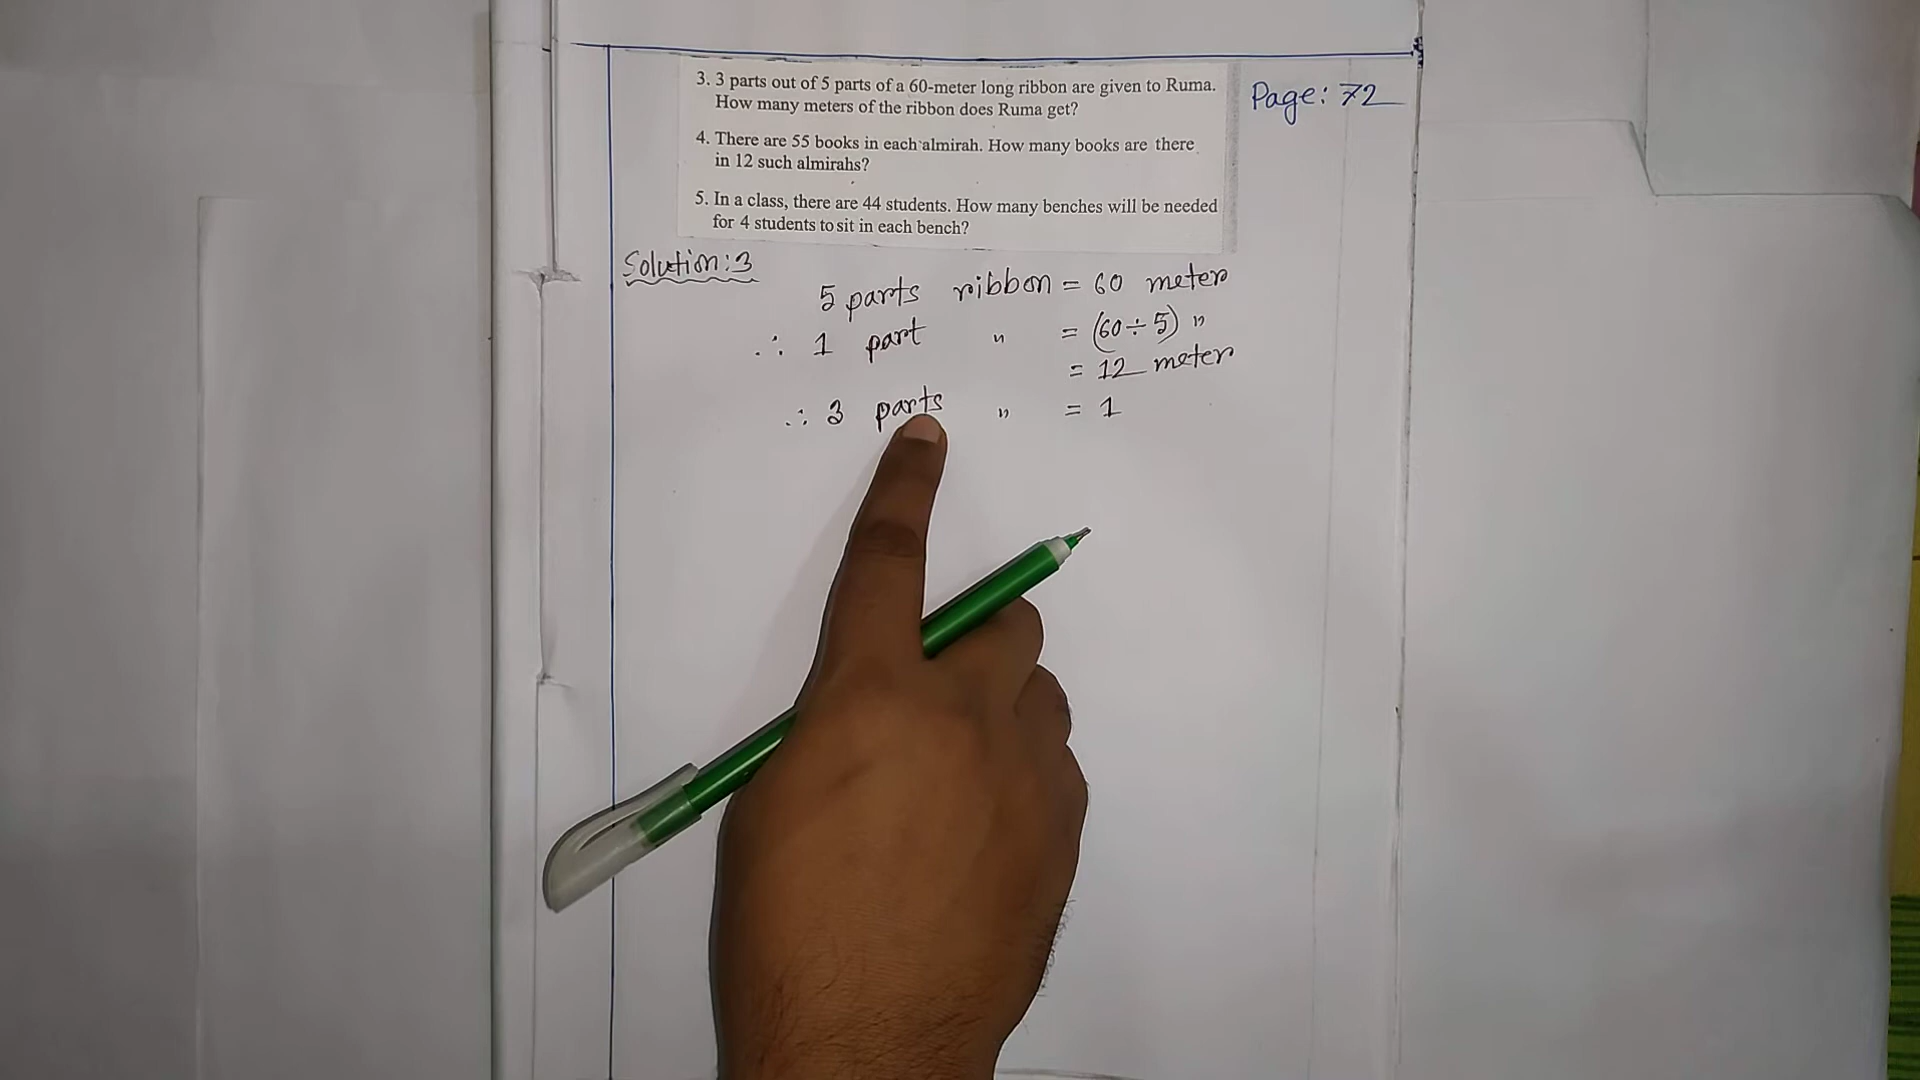 3. 3 parts out of 5 parts of a 60-meter long ribbon are given to Ruma.
How many meters of the ribbon does Ruma get?
4. There are 55 books in each almirah. How many books are there
in 12 such almirahs?
5. In a class, there are 44 students. How many benches will be needed
for 4 students to sit in each bench?
Page: 72
Solution: 3
5 parts ribbon = 60 meter
∴ 1 part " = (60÷5) "
= 12 meter
∴ 3 parts " = 1